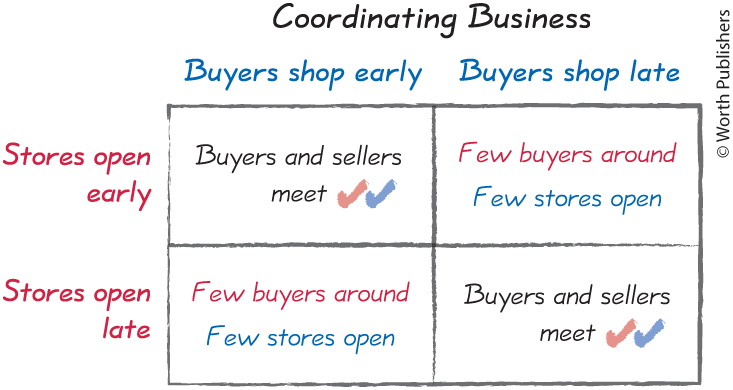 Coordinating Business
Buyers shop early
Buyers shop late
Stores open
early
Buyers and sellers
meet
Few buyers around
Few stores open
Stores open
late
Few buyers around
Few stores open
Buyers and sellers
meet
© Worth Publishers